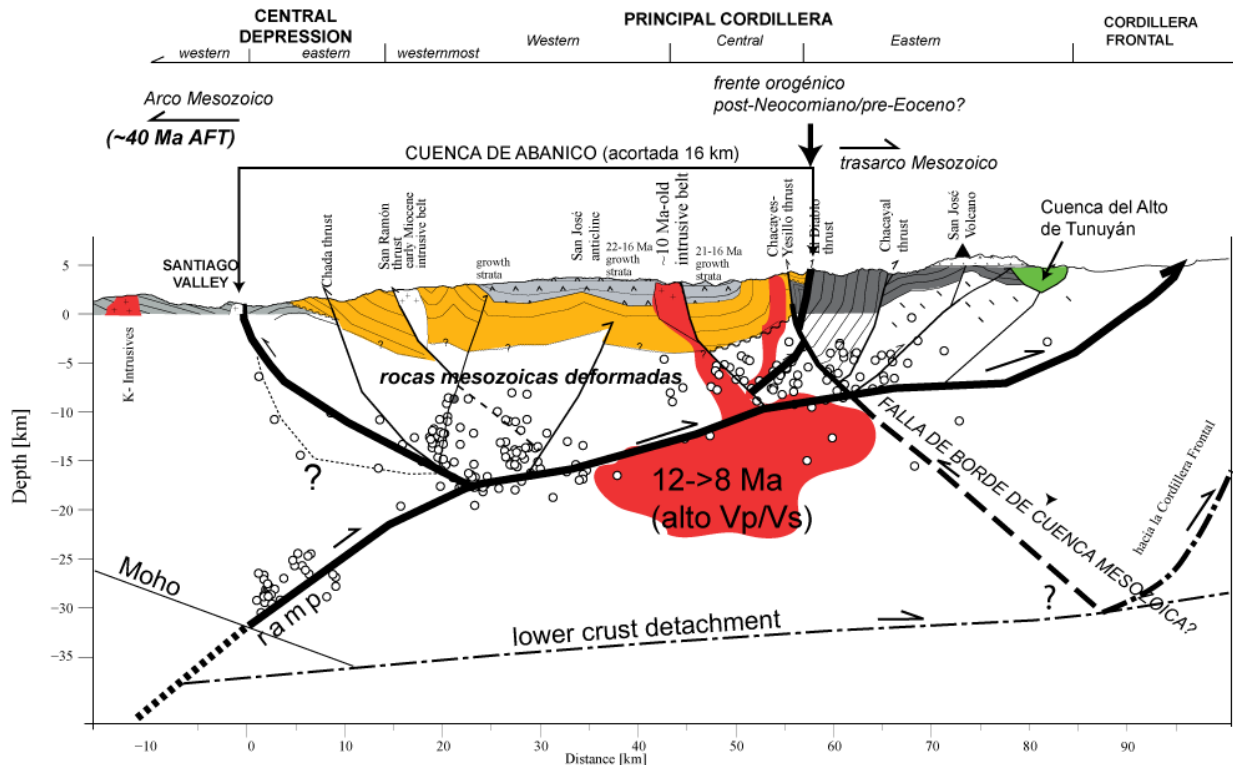 CENTRAL
DEPRESSION
PRINCIPAL CORDILLERA
CORDILLERA
FRONTAL
western
eastern
westernmost
Western
Central
Eastern
Arco Mesozoico
(~40 Ma AFT)
frente orogénico
post-Neocomiano/pre-Eoceno?
CUENCA DE ABANICO (acortada 16 km)
trasarco Mesozoico
SANTIAGO
VALLEY
K- Intrusives
Chada thrust
San Ramón
thrust
early Miocene
intrusive belt
growth
strata
San José
anticline
22-16 Ma
growth
strata
~10 Ma-old
intrusive belt
21-16 Ma
growth
strata
Chacayes-
Yesillo thrust
El Diablo
thrust
Chacayal
thrust
San José
Volcano
Cuenca del Alto
de Tunuyán
5
0
−5
−10
−15
−20
−25
−30
−35
Depth [km]
? ? ? ?
rocas mesozoicas deformadas
?
12->8 Ma
(alto Vp/Vs)
FALLA DE BORDE DE CUENCA MESOZOICA?
hacia la Cordillera Frontal
?
Moho
ramp
lower crust detachment
−10 0 10 20 30 40 50 60 70 80 90
Distance [km]